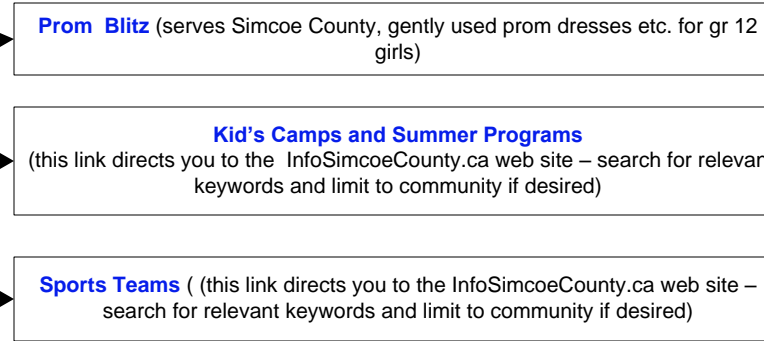 Prom  Blitz (serves Simcoe County, gently used prom dresses etc. for gr 12
girls)
Kid's Camps and Summer Programs
(this link directs you to the  InfoSimcoeCounty.ca web site – search for
keywords and limit to community if desired)
Sports Teams ( (this link directs you to the InfoSimcoeCounty.ca web site –
search for relevant keywords and limit to community if desired)